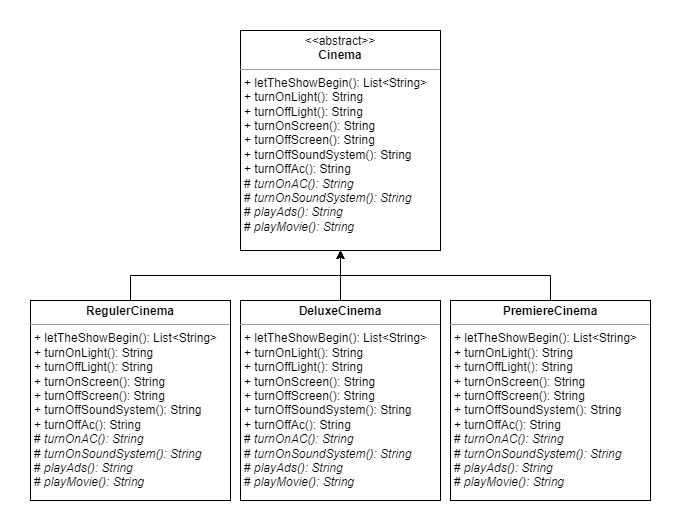 <<abstract>>
Cinema
+ letTheShowBegin(): List<String>
+ turnOnLight(): String
+ turnOffLight(): String
+ turnOnScreen(): String
+ turnOffScreen(): String
+ turnOffSoundSystem(): String
+ turnOffAc(): String
# turnOnAC(): String
# turnOnSoundSystem(): String
# playAds(): String
# playMovie(): String
RegulerCinema
+ letTheShowBegin(): List<String>
+ turnOnLight(): String
+ turnOffLight(): String
+ turnOnScreen(): String
+ turnOffScreen(): String
+ turnOffSoundSystem(): String
+ turnOffAc(): String
# turnOnAC(): String
# turnOnSoundSystem(): String
# playAds(): String
# playMovie(): String
DeluxeCinema
+ letTheShowBegin(): List<String>
+ turnOnLight(): String
+ turnOffLight(): String
+ turnOnScreen(): String
+ turnOffScreen(): String
+ turnOffSoundSystem(): String
+ turnOffAc(): String
# turnOnAC(): String
# turnOnSoundSystem(): String
# playAds(): String
# playMovie(): String
PremiereCinema
+ letTheShowBegin(): List<String>
+ turnOnLight(): String
+ turnOffLight(): String
+ turnOnScreen(): String
+ turnOffScreen(): String
+ turnOffSoundSystem(): String
+ turnOffAc(): String
# turnOnAC(): String
# turnOnSoundSystem(): String
# playAds(): String
# playMovie(): String